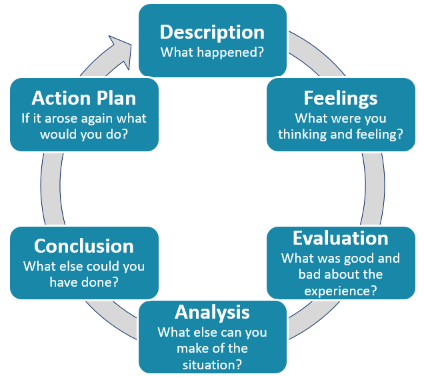 Description
What happened?
Feelings
What were you
thinking and feeling?
Evaluation
What was good and
bad about the
experience?
Analysis
What else can you
make of the
situation?
Conclusion
What else could you
have done?
Action Plan
If it arose again what
would you do?